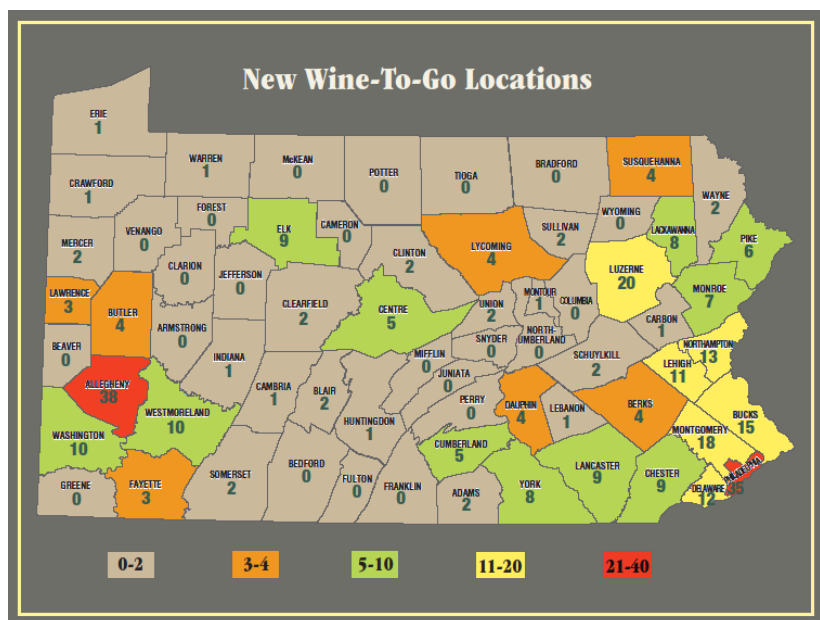 New Wine-To-Go Locations
ERIE
1
CRAWFORD
1
WARREN
1
McKEAN
0
POTTER
0
TIOGA
0
BRADFORD
0
SUSQUEHANNA
4
WAYNE
2
MERCER
2
VENANGO
0
FOREST
0
ELK
9
CAMERON
0
CLINTON
2
LYCOMING
4
SULLIVAN
2
WYOMING
0
LACKAWANNA
8
PIKE
6
CLARION
0
JEFFERSON
0
LUZERNE
20
MONROE
7
LAWRENCE
3
BUTLER
4
ARMSTRONG
0
CLEARFIELD
2
CENTRE
5
UNION
2
MONTOUR
1
COLUMBIA
0
CARBON
1
NORTHAMPTON
13
BEAVER
0
INDIANA
1
SNYDER
0
NORTH-
UMBERLAND
0
SCHUYLKILL
2
LEHIGH
11
ALLEGHENY
38
CAMBRIA
1
BLAIR
2
MIFFLIN
0
JUNIATA
0
PERRY
0
DAUPHIN
4
LEBANON
1
BERKS
4
BUCKS
15
WESTMORELAND
10
HUNTINGDON
1
MONTGOMERY
18
WASHINGTON
10
CUMBERLAND
5
LANCASTER
9
CHESTER
9
DELAWARE
12
PHILADELPHIA
35
GREENE
0
FAYETTE
3
SOMERSET
2
BEDFORD
0
FULTON
0
FRANKLIN
0
ADAMS
2
YORK
8
0-2
3-4
5-10
11-20
21-40